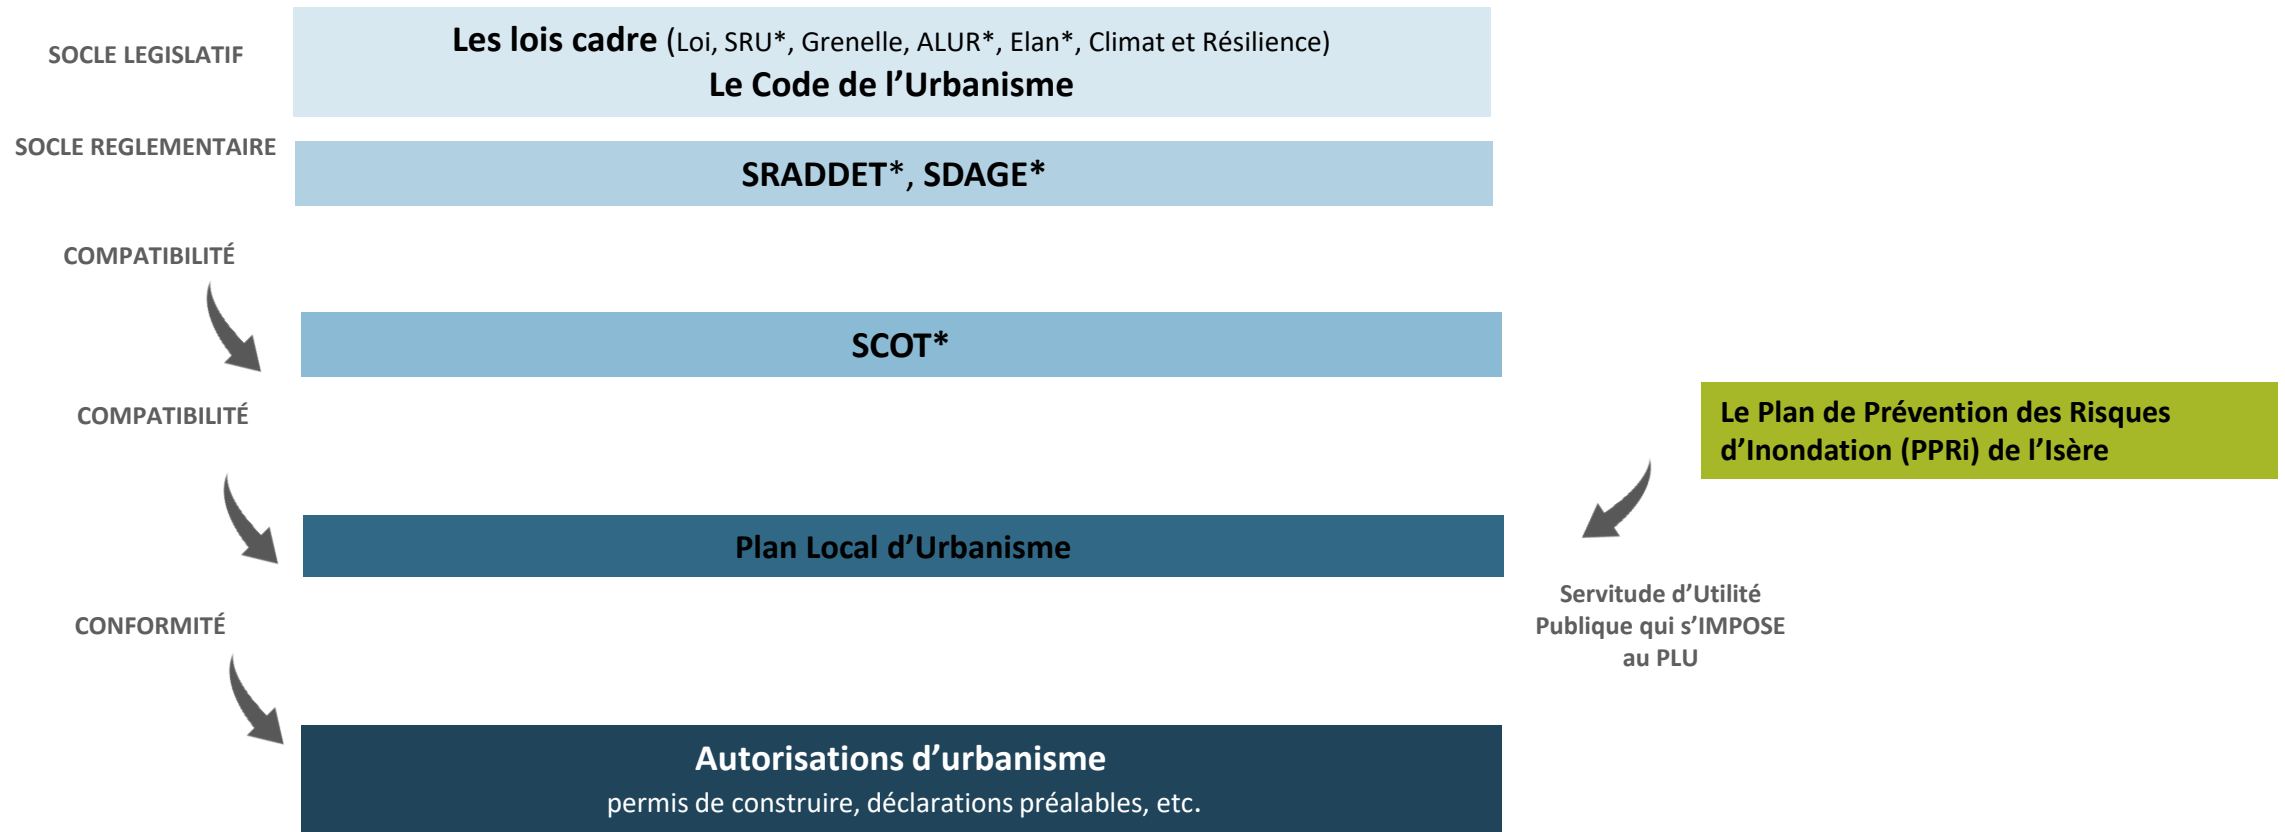 SOCLE LEGISLATIF
Les lois cadre (Loi, SRU*, Grenelle, ALUR*, Elan*, Climat et Résilience)
Le Code de l’Urbanisme
SOCLE REGLEMENTAIRE
SRADDET*, SDAGE*
COMPATIBILITÉ
SCOT*
COMPATIBILITÉ
Le Plan de Prévention des Risques
d’Inondation (PPRi) de l’Isère
Plan Local d’Urbanisme
Servitude d’Utilité
Publique qui s’IMPOSE
au PLU
CONFORMITÉ
Autorisations d’urbanisme
permis de construire, déclarations préalables, etc.